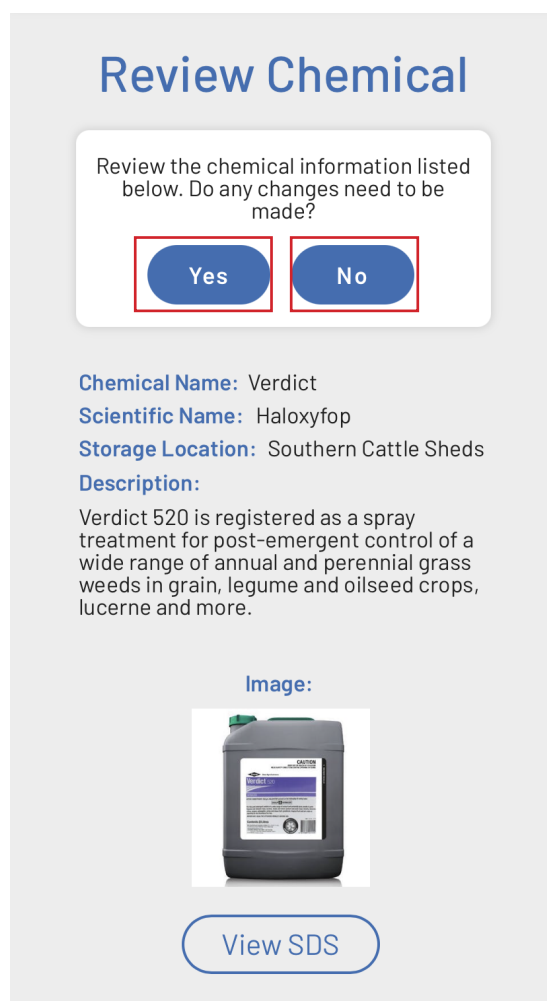 Review Chemical
Review the chemical information listed
below. Do any changes need to be
made?
Yes
No
Chemical Name: Verdict
Scientific Name: Haloxyfop
Storage Location: Southern Cattle Sheds
Description:
Verdict 520 is registered as a spray
treatment for post-emergent control of a
wide range of annual and perennial grass
weeds in grain, legume and oilseed crops,
lucerne and more.
Image:
CAUTION
Verdict 520
View SDS